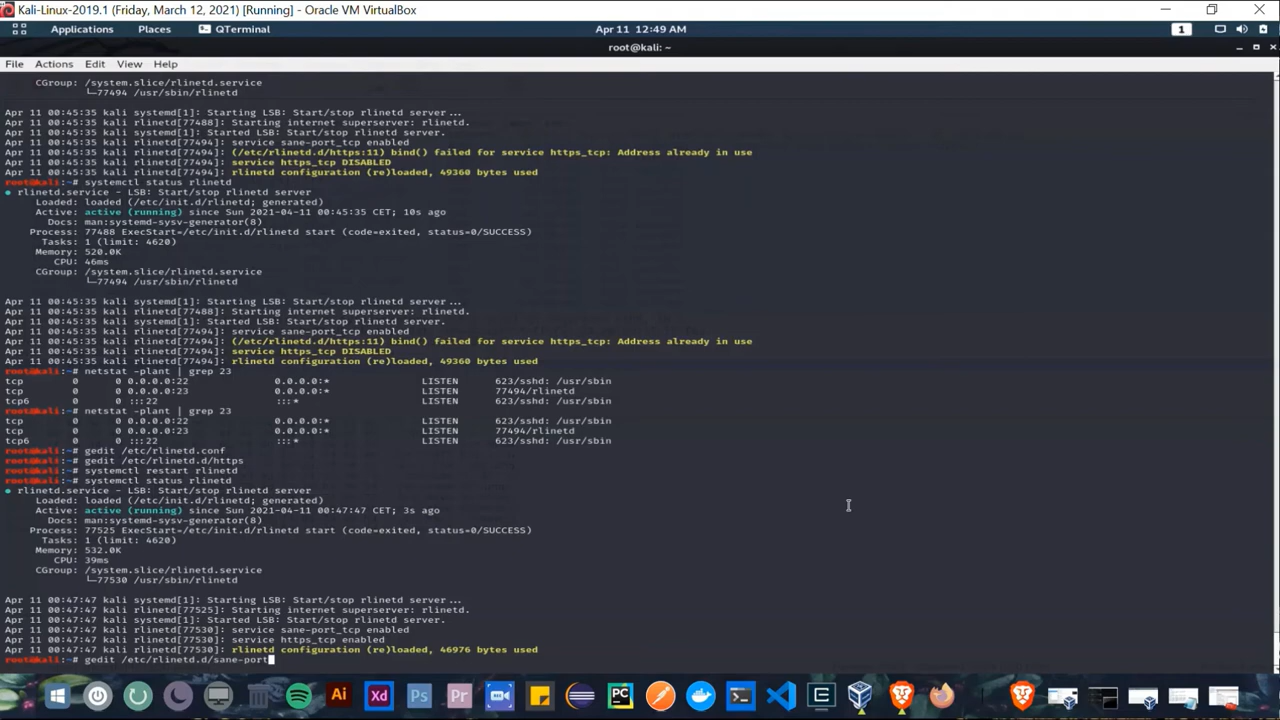 Kali-Linux-2019.1 (Friday, March 12, 2021) [Running] - Oracle VM VirtualBox
Applications Places QTerminal Apr 11 12:49 AM 1
root@kali: ~
File Actions Edit View Help
CGroup: /system.slice/rlinetd.service
└─77494 /usr/sbin/rlinetd
Apr 11 00:45:35 kali systemd[1]: Starting LSB: Start/stop rlinetd server...
Apr 11 00:45:35 kali rlinetd[77488]: Starting internet superserver: rlinetd.
Apr 11 00:45:35 kali systemd[1]: Started LSB: Start/stop rlinetd server.
Apr 11 00:45:35 kali rlinetd[77494]: service sane-port_tcp enabled
Apr 11 00:45:35 kali rlinetd[77494]: (/etc/rlinetd.d/https:11) bind() failed for service https_tcp: Address already in use
Apr 11 00:45:35 kali rlinetd[77494]: service https_tcp DISABLED
Apr 11 00:45:35 kali rlinetd[77494]: rlinetd configuration (re)loaded, 49360 bytes used
root@kali:~# systemctl status rlinetd
● rlinetd.service - LSB: Start/stop rlinetd server
Loaded: loaded (/etc/init.d/rlinetd; generated)
Active: active (running) since Sun 2021-04-11 00:45:35 CET; 10s ago
Docs: man:systemd-sysv-generator(8)
Process: 77488 ExecStart=/etc/init.d/rlinetd start (code=exited, status=0/SUCCESS)
Tasks: 1 (limit: 4620)
Memory: 520.0K
CPU: 46ms
CGroup: /system.slice/rlinetd.service
└─77494 /usr/sbin/rlinetd
Apr 11 00:45:35 kali systemd[1]: Starting LSB: Start/stop rlinetd server...
Apr 11 00:45:35 kali rlinetd[77488]: Starting internet superserver: rlinetd.
Apr 11 00:45:35 kali systemd[1]: Started LSB: Start/stop rlinetd server.
Apr 11 00:45:35 kali rlinetd[77494]: service sane-port_tcp enabled
Apr 11 00:45:35 kali rlinetd[77494]: (/etc/rlinetd.d/https:11) bind() failed for service https_tcp: Address already in use
Apr 11 00:45:35 kali rlinetd[77494]: service https_tcp DISABLED
Apr 11 00:45:35 kali rlinetd[77494]: rlinetd configuration (re)loaded, 49360 bytes used
root@kali:~# netstat -plant | grep 23
tcp 0 0 0.0.0.0:22 0.0.0.0:* LISTEN 623/sshd: /usr/sbin
tcp 0 0 0.0.0.0:23 0.0.0.0:* LISTEN 77494/rlinetd
tcp6 0 0 :::22 :::* LISTEN 623/sshd: /usr/sbin
root@kali:~# netstat -plant | grep 23
tcp 0 0 0.0.0.0:22 0.0.0.0:* LISTEN 623/sshd: /usr/sbin
tcp 0 0 0.0.0.0:23 0.0.0.0:* LISTEN 77494/rlinetd
tcp6 0 0 :::22 :::* LISTEN 623/sshd: /usr/sbin
root@kali:~# gedit /etc/rlinetd.conf
root@kali:~# gedit /etc/rlinetd.d/https
root@kali:~# systemctl restart rlinetd
root@kali:~# systemctl status rlinetd
● rlinetd.service - LSB: Start/stop rlinetd server
Loaded: loaded (/etc/init.d/rlinetd; generated)
Active: active (running) since Sun 2021-04-11 00:47:47 CET; 3s ago
Docs: man:systemd-sysv-generator(8)
Process: 77525 ExecStart=/etc/init.d/rlinetd start (code=exited, status=0/SUCCESS)
Tasks: 1 (limit: 4620)
Memory: 532.0K
CPU: 39ms
CGroup: /system.slice/rlinetd.service
└─77530 /usr/sbin/rlinetd
Apr 11 00:47:47 kali systemd[1]: Starting LSB: Start/stop rlinetd server...
Apr 11 00:47:47 kali rlinetd[77525]: Starting internet superserver: rlinetd.
Apr 11 00:47:47 kali systemd[1]: Started LSB: Start/stop rlinetd server.
Apr 11 00:47:47 kali rlinetd[77530]: service sane-port_tcp enabled
Apr 11 00:47:47 kali rlinetd[77530]: service https_tcp enabled
Apr 11 00:47:47 kali rlinetd[77530]: rlinetd configuration (re)loaded, 46976 bytes used
root@kali:~# gedit /etc/rlinetd.d/sane-port
Ai Xd Ps Pr PC